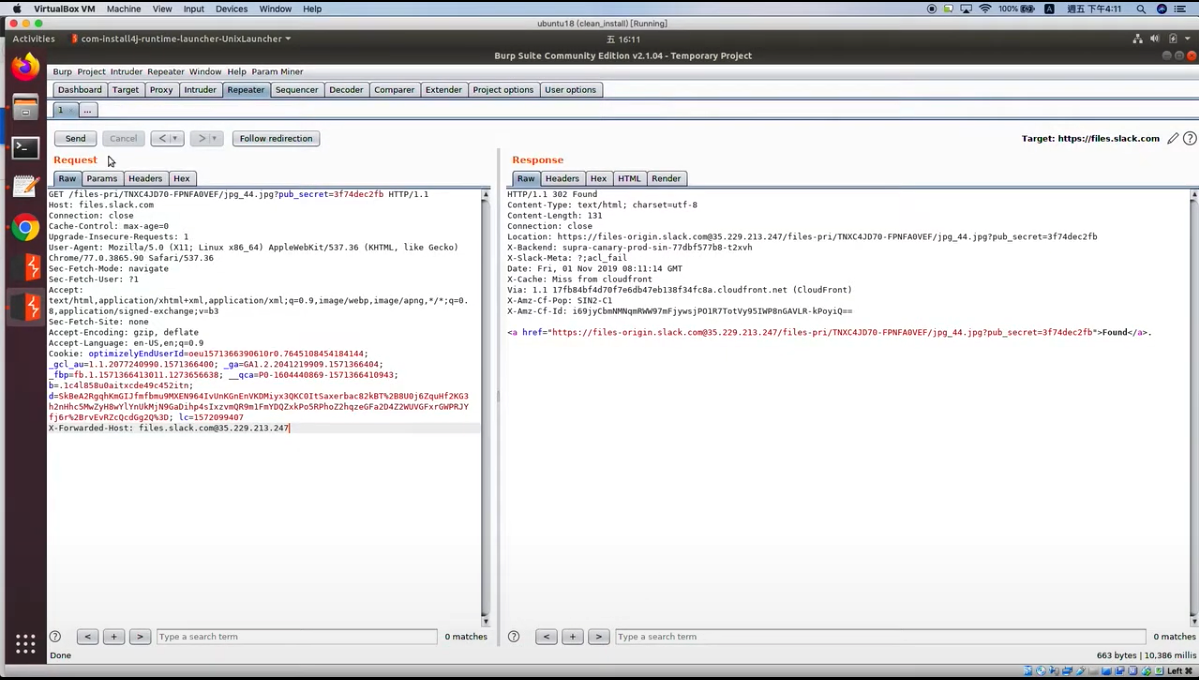 VirtualBox VM Machine View Input Devices Window Help 100% 週五下午4:11
ubuntu18 (clean_install) [Running]
Activities com-install4j-runtime-launcher-UnixLauncher 五 16:11
Burp Suite Community Edition v2.1.04 - Temporary Project
Burp Project Intruder Repeater Window Help Param Miner
Dashboard Target Proxy Intruder Repeater Sequencer Decoder Comparer Extender Project options User options
1 ...
Send Cancel < > Follow redirection Target: https://files.slack.com ?
Request
Raw Params Headers Hex
GET /files-pri/TNXC4JD70-FPNFA0VEF/jpg_44.jpg?pub_secret=3f74dec2fb HTTP/1.1
Host: files.slack.com
Connection: close
Cache-Control: max-age=0
Upgrade-Insecure-Requests: 1
User-Agent: Mozilla/5.0 (X11; Linux x86_64) AppleWebKit/537.36 (KHTML, like Gecko)
Chrome/77.0.3865.90 Safari/537.36
Sec-Fetch-Mode: navigate
Sec-Fetch-User: ?1
Accept:
text/html,application/xhtml+xml,application/xml;q=0.9,image/webp,image/apng,*/*;q=0.
8,application/signed-exchange;v=b3
Sec-Fetch-Site: none
Accept-Encoding: gzip, deflate
Accept-Language: en-US,en;q=0.9
Cookie: optimizelyEndUserId=oeu1571366390610r0.7645108454184144;
_gcl_au=1.1.2077240990.1571366400; _ga=GA1.2.2041219909.1571366404;
_fbp=fb.1.1571366413011.1273656638; __qca=P0-1604440869-1571366410943;
b=.1c4l858u0aitxcde49c452itn;
d=SkBeA2RgqhKmGIJfmfbmu9MXEN964IvUnKGnEnVKDMiyx3QKC0ItSaxerbac82kBT%2B8U0j6ZquHf2KG3
h2nHhc5MwZyH8wYlYnUkMjN9GaDihp4sIxzvmQR9m1FmYDQZxkPo5RPhoZ2hqzeGFa2D4Z2WUVGFxrGWPRJY
fj6r%2BrvEvRZcQcdGg2Q%3D; lc=1572099407
X-Forwarded-Host: files.slack.com@35.229.213.247
Response
Raw Headers Hex HTML Render
HTTP/1.1 302 Found
Content-Type: text/html; charset=utf-8
Content-Length: 131
Connection: close
Location: https://files-origin.slack.com@35.229.213.247/files-pri/TNXC4JD70-FPNFA0VEF/jpg_44.jpg?pub_secret=3f74dec2fb
X-Backend: supra-canary-prod-sin-77dbf577b8-t2xvh
X-Slack-Meta: ?;acl_fail
Date: Fri, 01 Nov 2019 08:11:14 GMT
X-Cache: Miss from cloudfront
Via: 1.1 17fb84bf4d70f7e6db47eb138f34fc8a.cloudfront.net (CloudFront)
X-Amz-Cf-Pop: SIN2-C1
X-Amz-Cf-Id: i69jyCbmNMNqmRWW97mFjywsjPO1R7TotVy95IWP8nGAVLR-kPoyiQ==
<a href="https://files-origin.slack.com@35.229.213.247/files-pri/TNXC4JD70-FPNFA0VEF/jpg_44.jpg?pub_secret=3f74dec2fb">Found</a>.
? < + > Type a search term 0 matches
? < + > Type a search term 0 matches
Done 663 bytes | 10,386 millis
Left ⌘